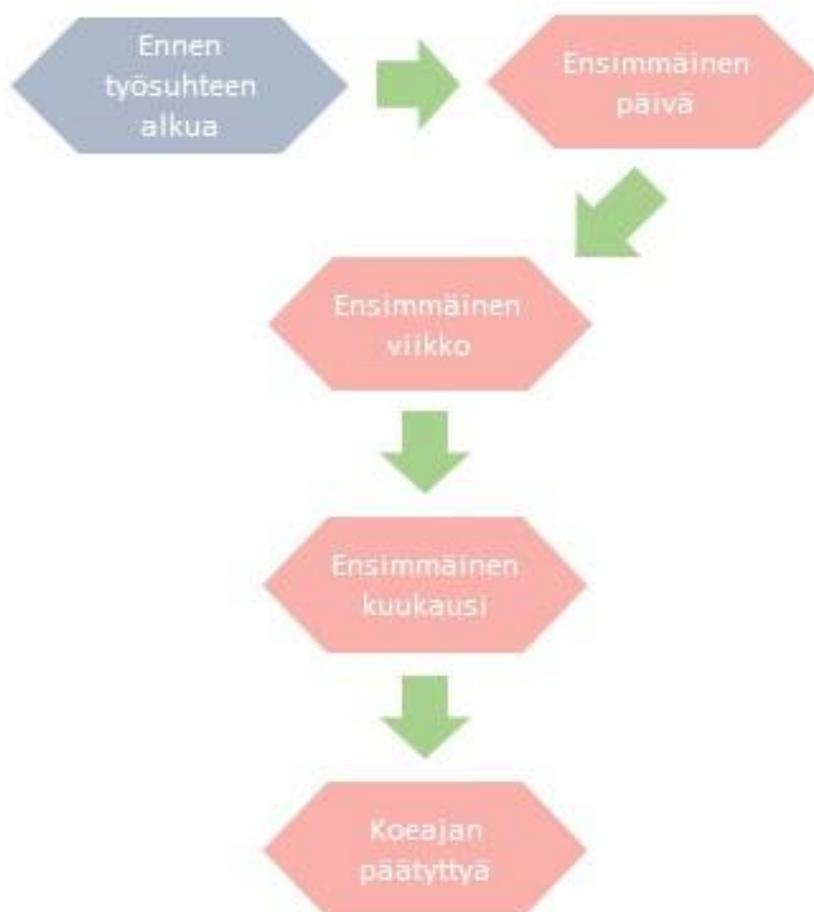 Ennen
työsuhteen
alkua
Ensimmäinen
päivä
Ensimmäinen
viikko
Ensimmäinen
kuukausi
Koeajan
päätyttyä